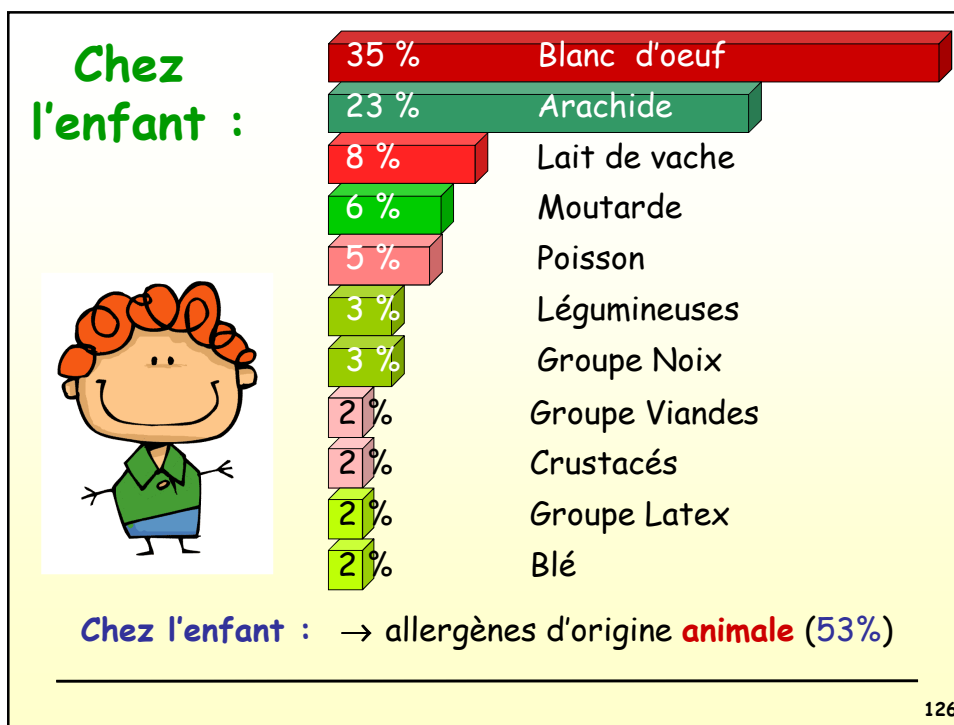 Chez
l'enfant :
35 % Blanc d'oeuf
23 % Arachide
8 % Lait de vache
6 % Moutarde
5 % Poisson
3 % Légumineuses
3 % Groupe Noix
2 % Groupe Viandes
2 % Crustacés
2 % Groupe Latex
2 % Blé
Chez l'enfant : → allergènes d'origine animale (53%)
126